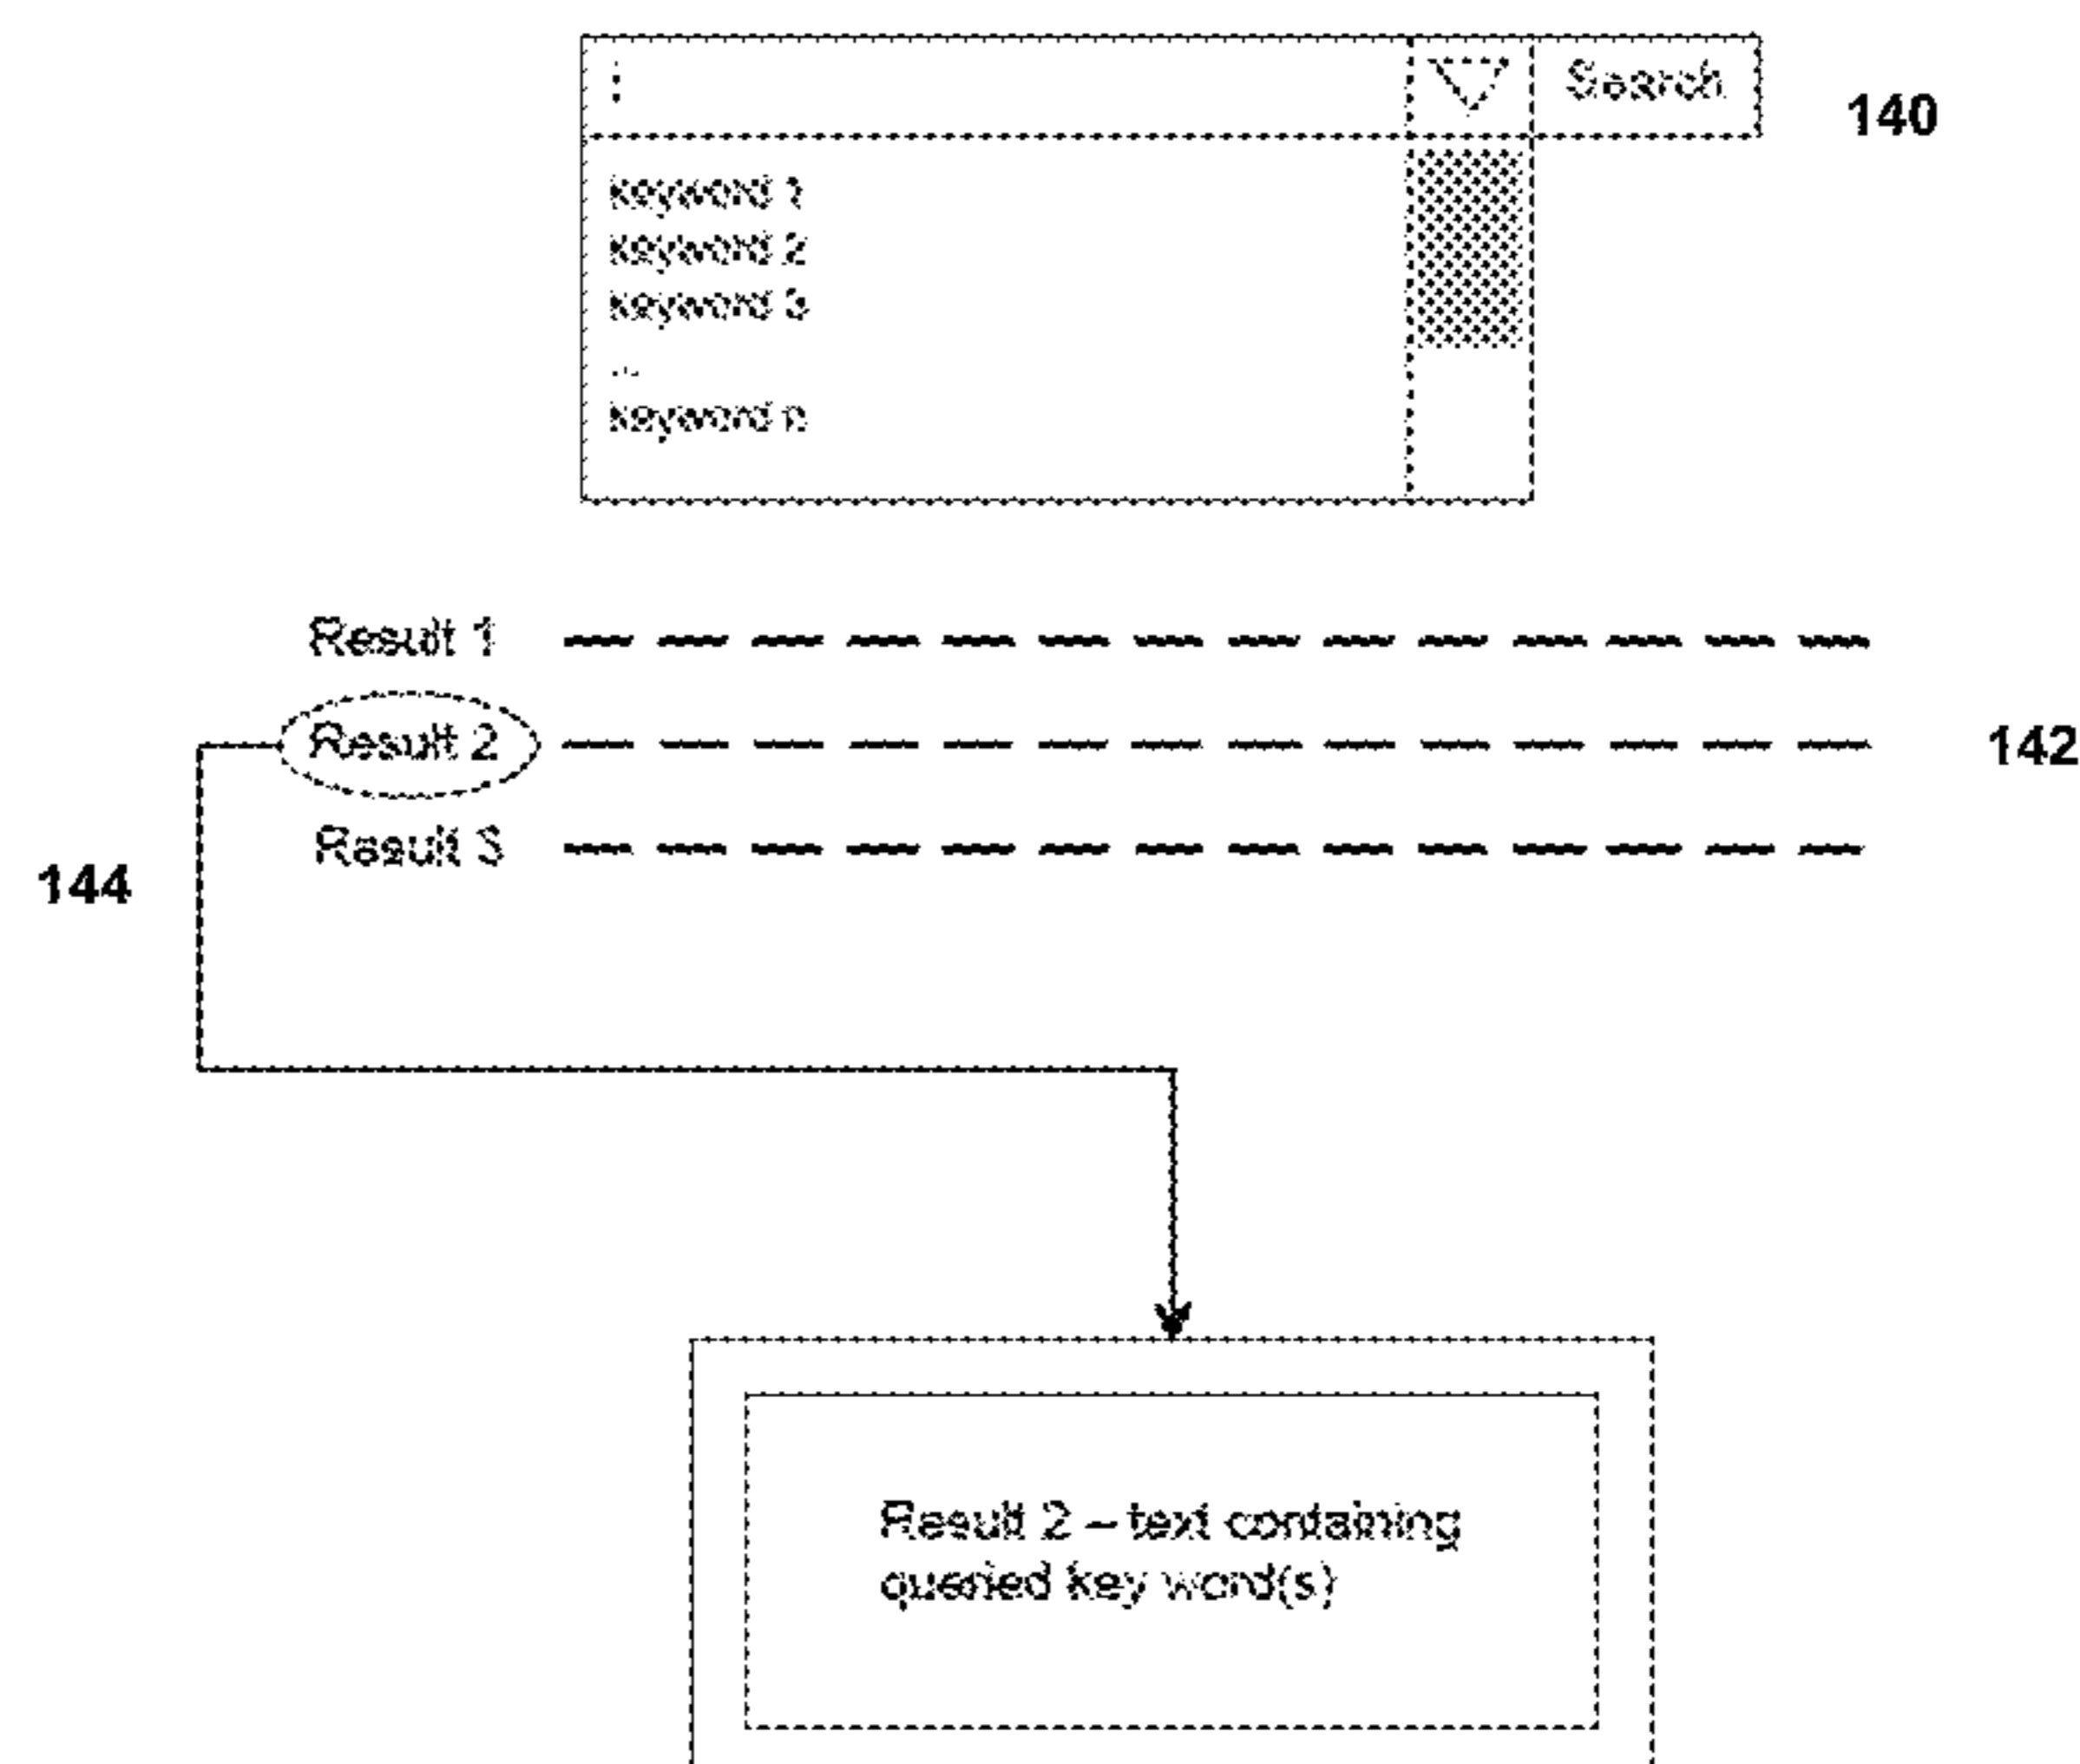 Search
140
keyword 1
keyword 2
keyword 3
...
keyword n
Result 1
Result 2
142
Result 3
144
Result 2 – text containing
queried key word(s)